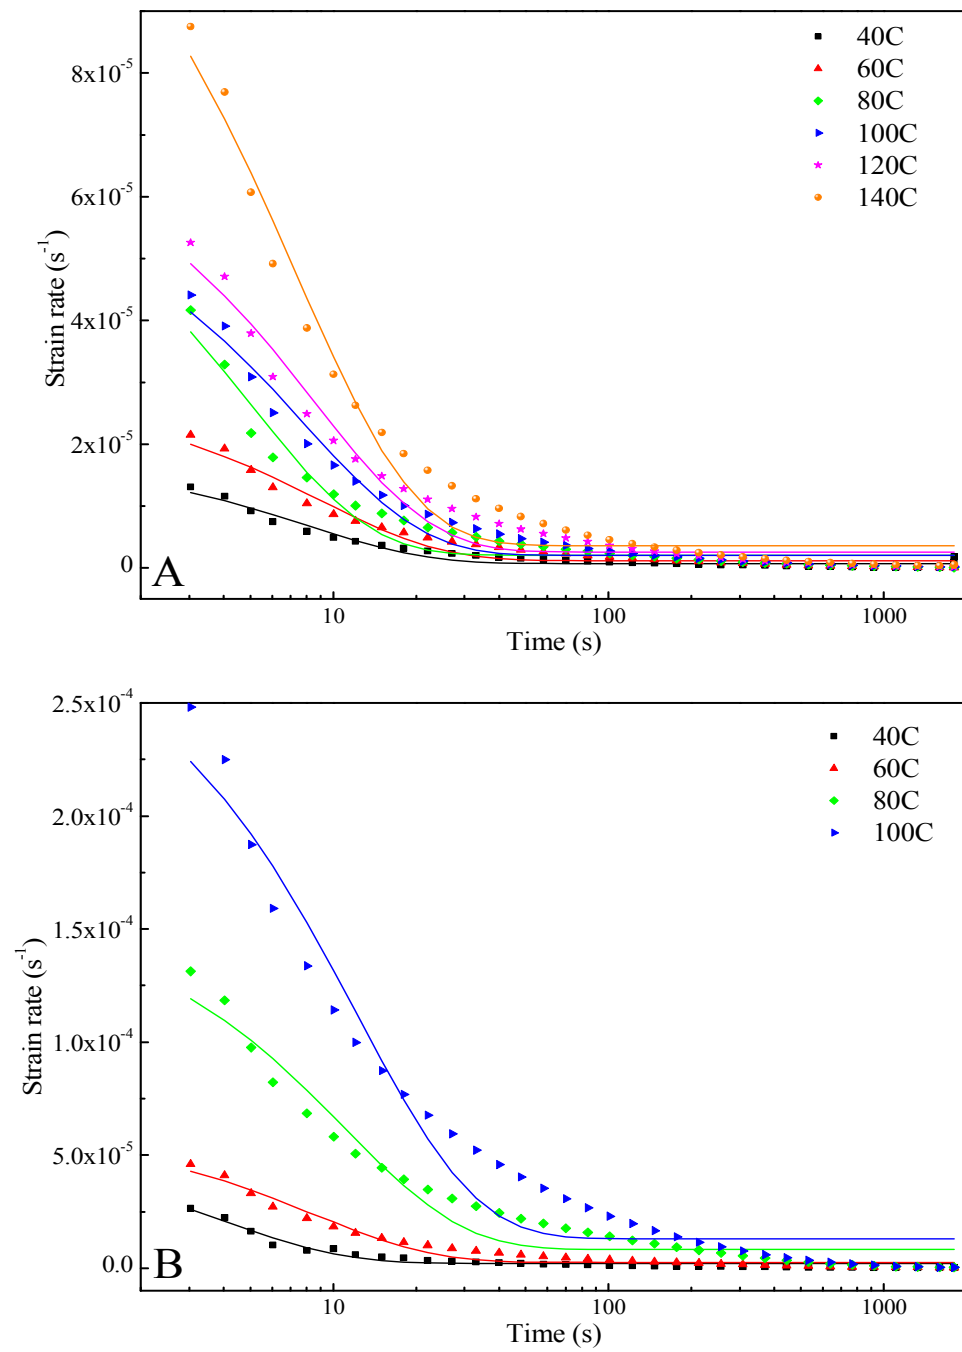 8x10⁻⁵
6x10⁻⁵
4x10⁻⁵
2x10⁻⁵
0
Strain rate (s⁻¹)
40C
60C
80C
100C
120C
140C
A
10
100
1000
Time (s)
2.5x10⁻⁴
2.0x10⁻⁴
1.5x10⁻⁴
1.0x10⁻⁴
5.0x10⁻⁵
0.0
Strain rate (s⁻¹)
40C
60C
80C
100C
B
10
100
1000
Time (s)